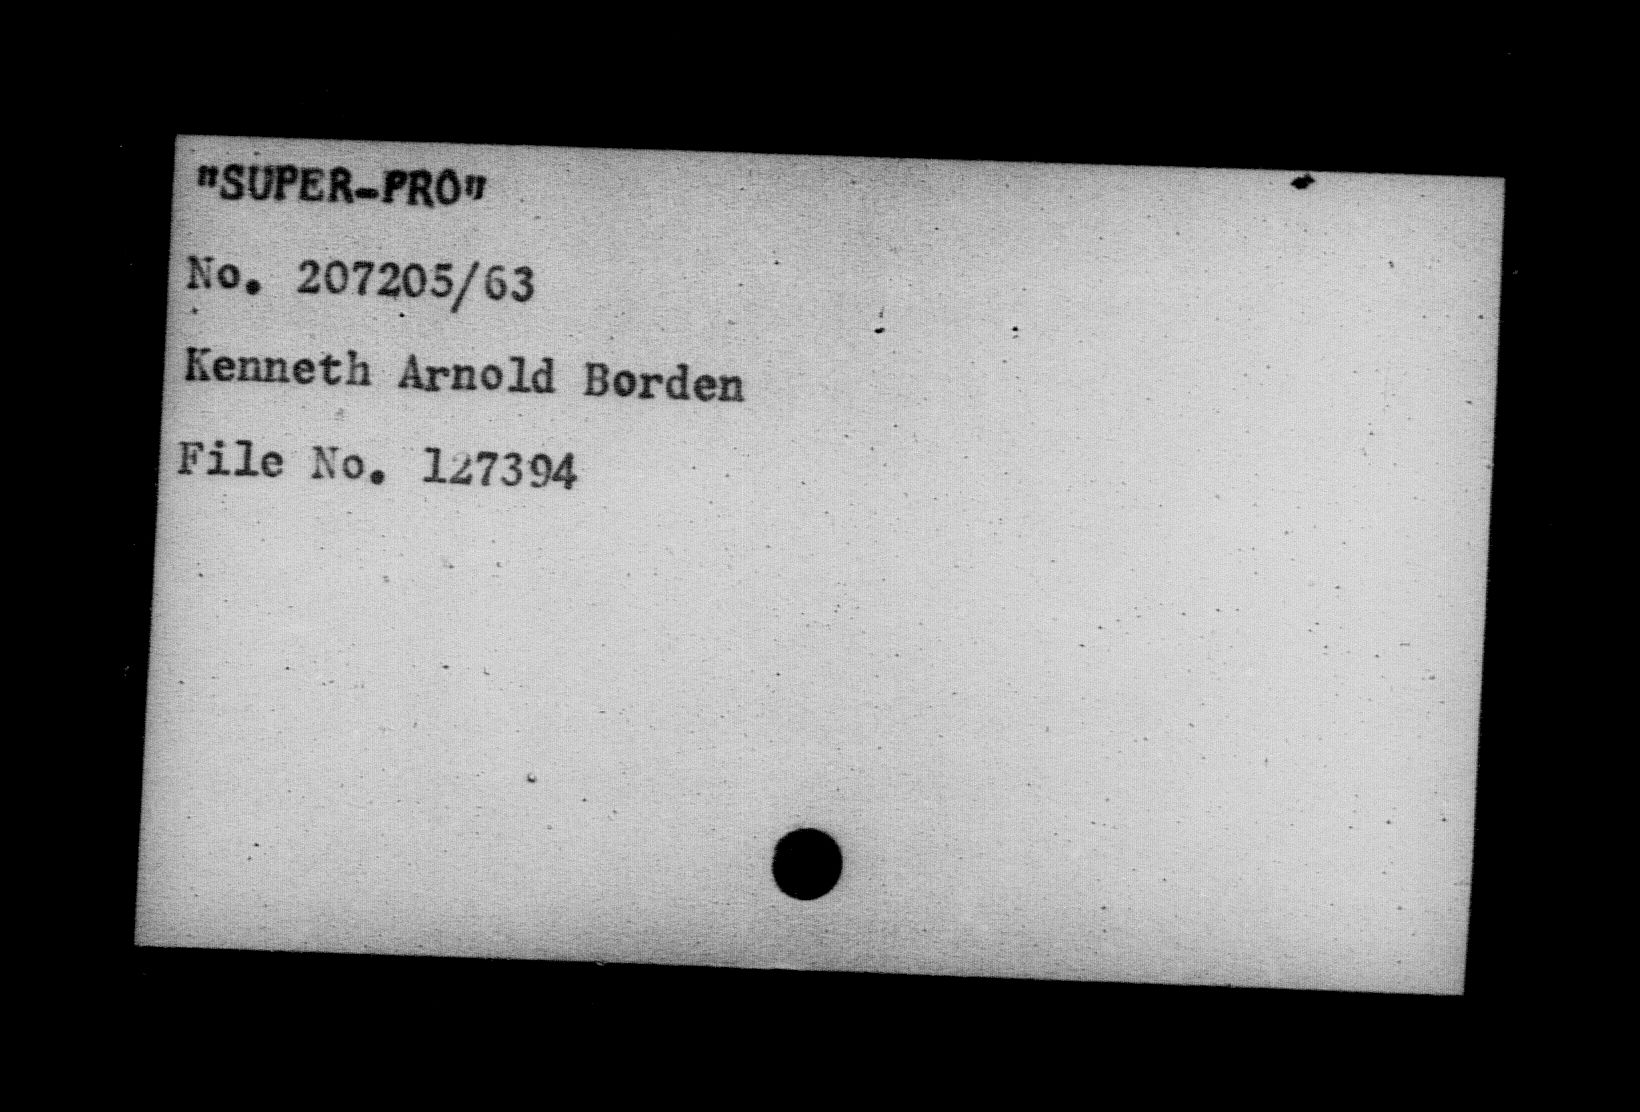 "SUPER-PRO"
No. 207205/63
Kenneth Arnold Borden
File No. 127394